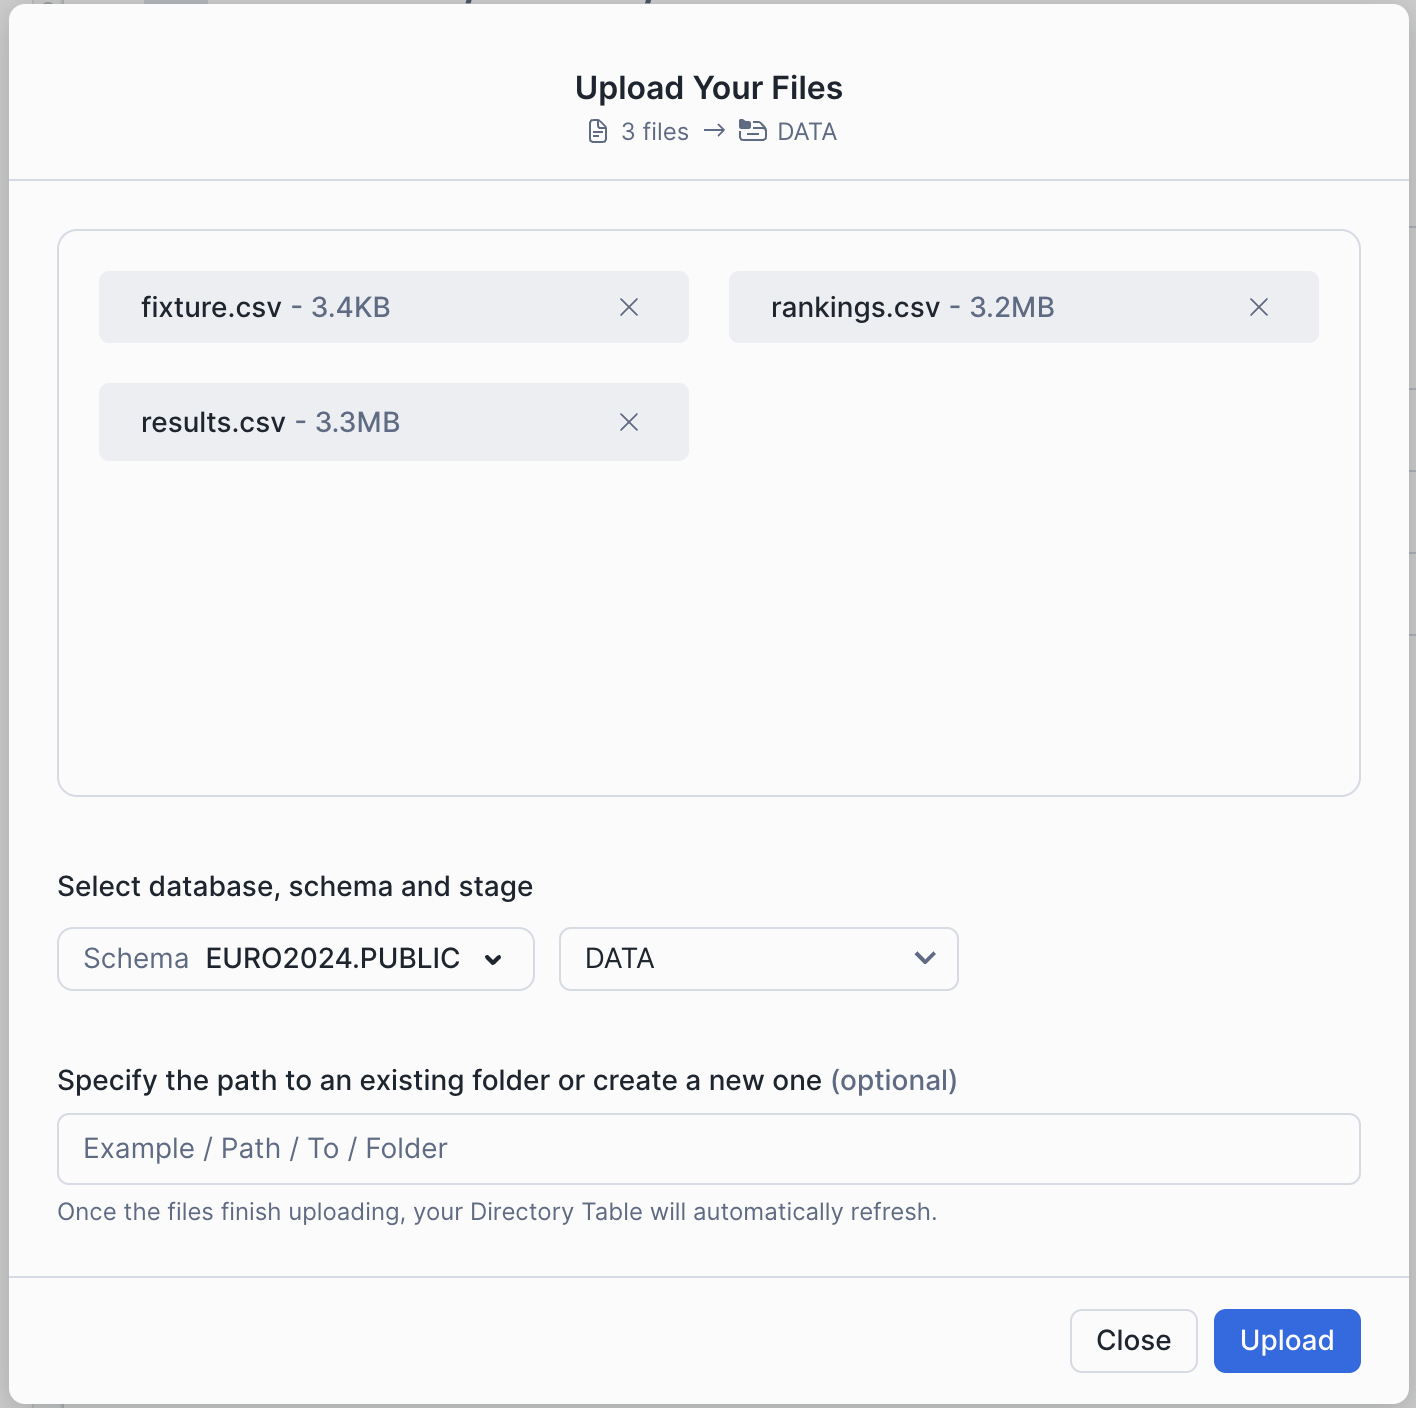 Upload Your Files
3 files → DATA
fixture.csv - 3.4KB
rankings.csv - 3.2MB
results.csv - 3.3MB
Select database, schema and stage
Schema EURO2024.PUBLIC
DATA
Specify the path to an existing folder or create a new one (optional)
Example / Path / To / Folder
Once the files finish uploading, your Directory Table will automatically refresh.
Close
Upload